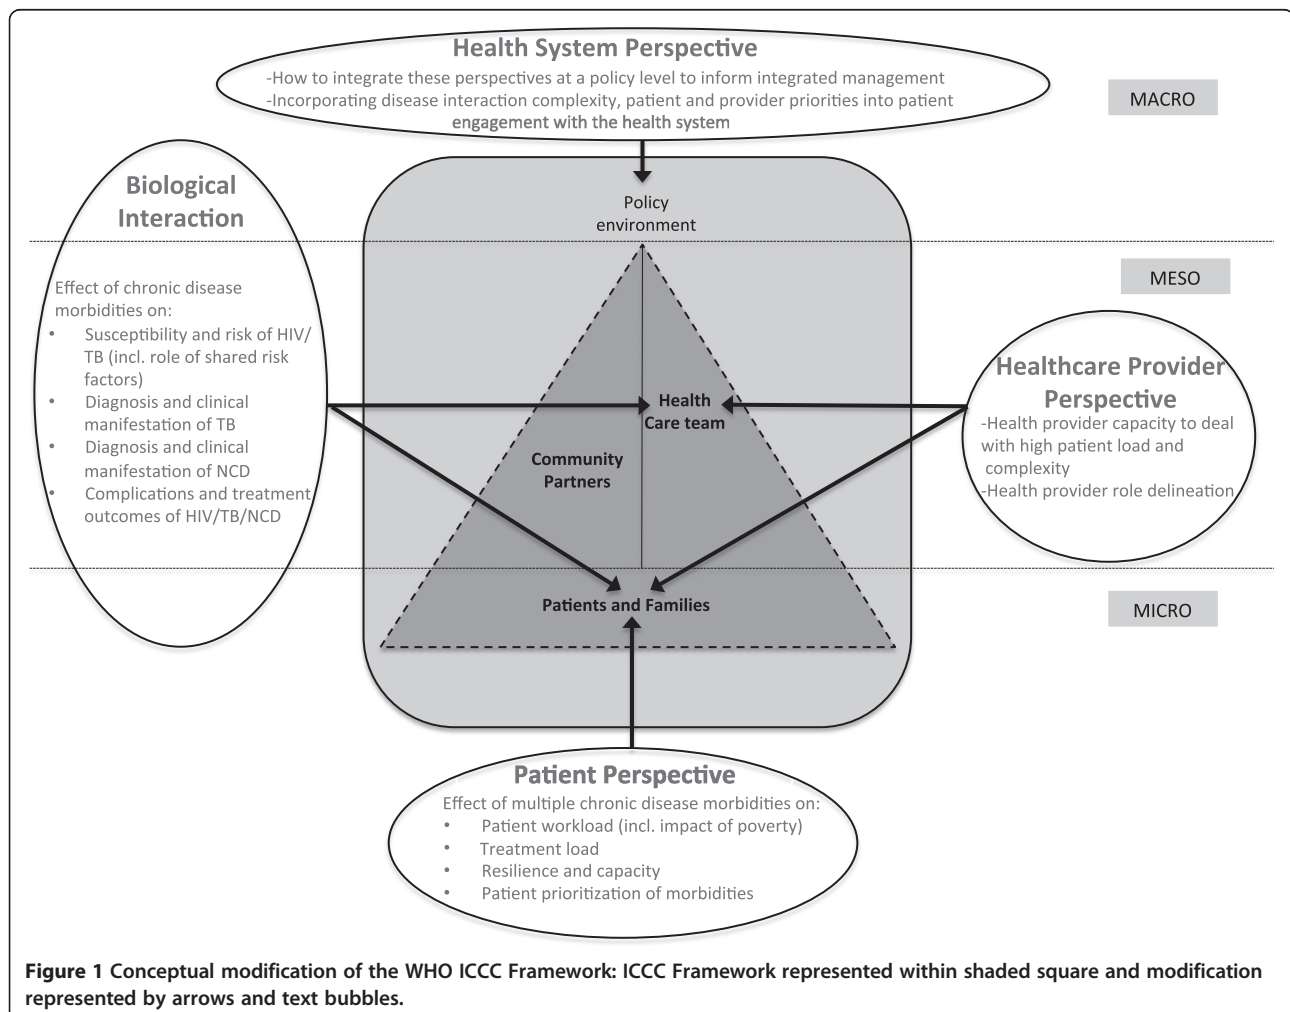 Health System Perspective
-How to integrate these perspectives at a policy level to inform integrated management
-Incorporating disease interaction complexity, patient and provider priorities into patient
engagement with the health system
MACRO
Biological
Interaction
Policy
environment
MESO
Effect of chronic disease
morbidities on:
• Susceptibility and risk of HIV/
TB (incl. role of shared risk
factors)
• Diagnosis and clinical
manifestation of TB
• Diagnosis and clinical
manifestation of NCD
• Complications and treatment
outcomes of HIV/TB/NCD
Health
Care team
Community
Partners
Healthcare Provider
Perspective
-Health provider capacity to deal
with high patient load and
complexity
-Health provider role delineation
Patients and Families
MICRO
Patient Perspective
Effect of multiple chronic disease morbidities on:
• Patient workload (incl. impact of poverty)
• Treatment load
• Resilience and capacity
• Patient prioritization of morbidities
Figure 1 Conceptual modification of the WHO ICCC Framework: ICCC Framework represented within shaded square and modification
represented by arrows and text bubbles.